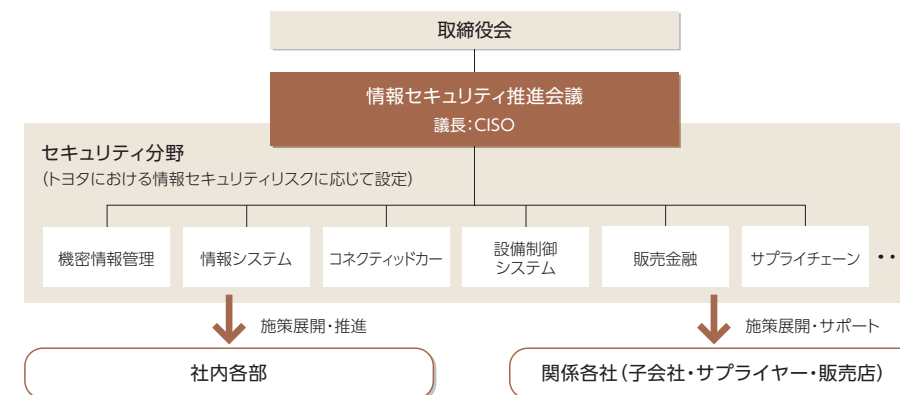 取締役会
情報セキュリティ推進会議
議長：CISO
セキュリティ分野
（トヨタにおける情報セキュリティリスクに応じて設定）
機密情報管理
情報システム
コネクティッドカー
設備制御
システム
販売金融
サプライチェーン
・・
施策展開・推進
施策展開・サポート
社内各部
関係各社（子会社・サプライヤー・販売店）